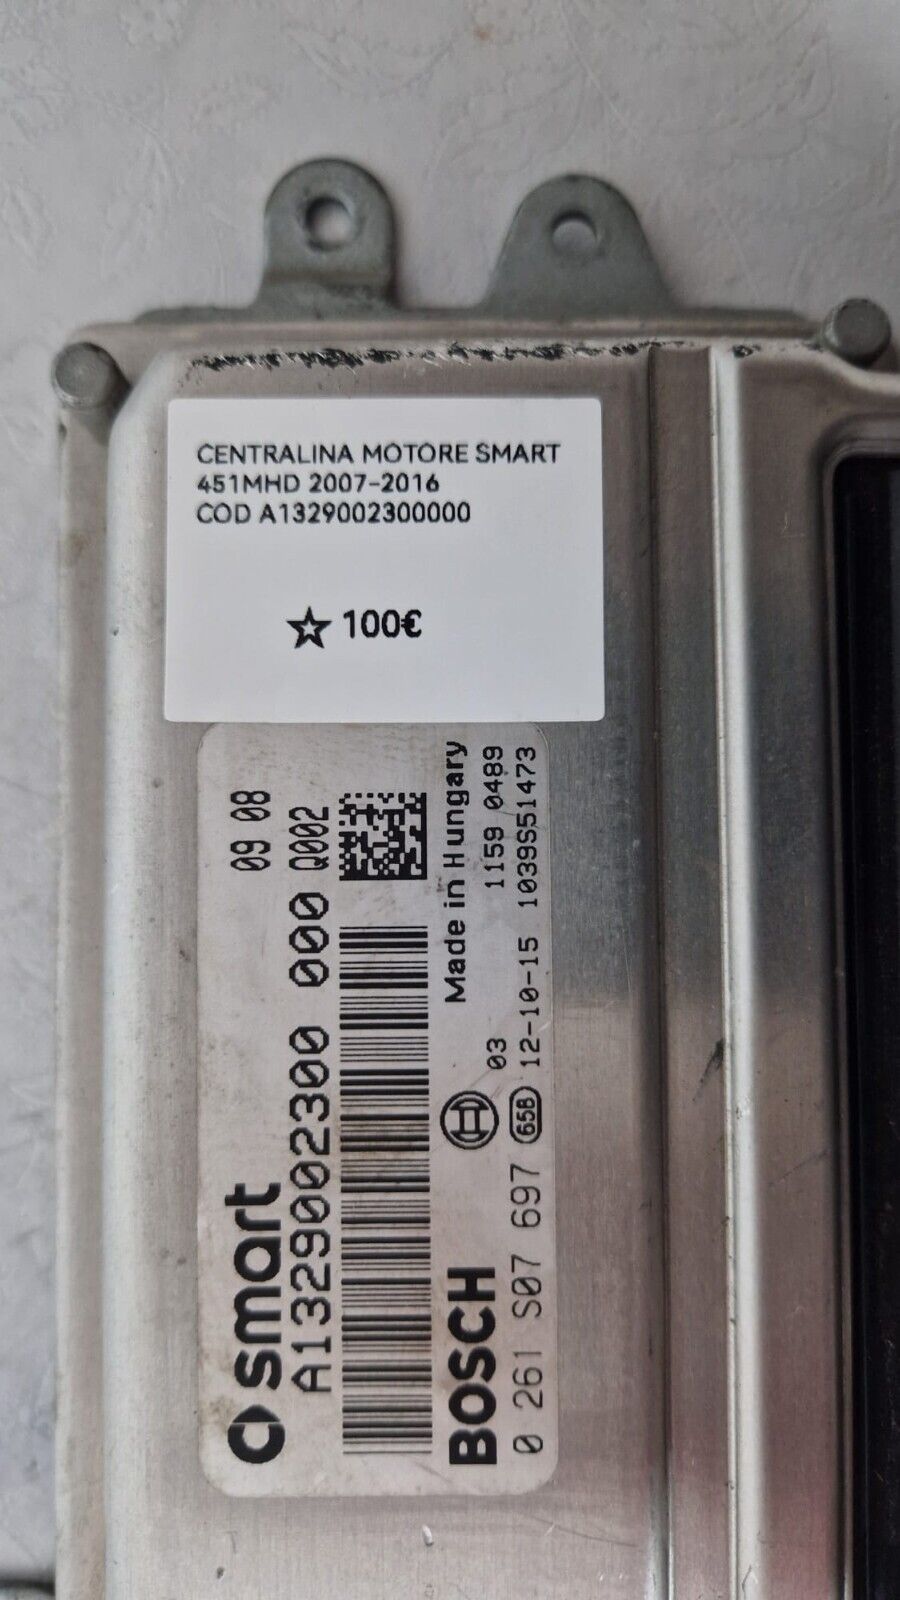 CENTRALINA MOTORE SMART
451MHD 2007-2016
COD A1329002300000
☆ 100€
09 08
smart
A1329002300 000 Q002
Made in Hungary
BOSCH
03
1159 0489
0 261 S07 697 65B 12-10-15 1039S51473